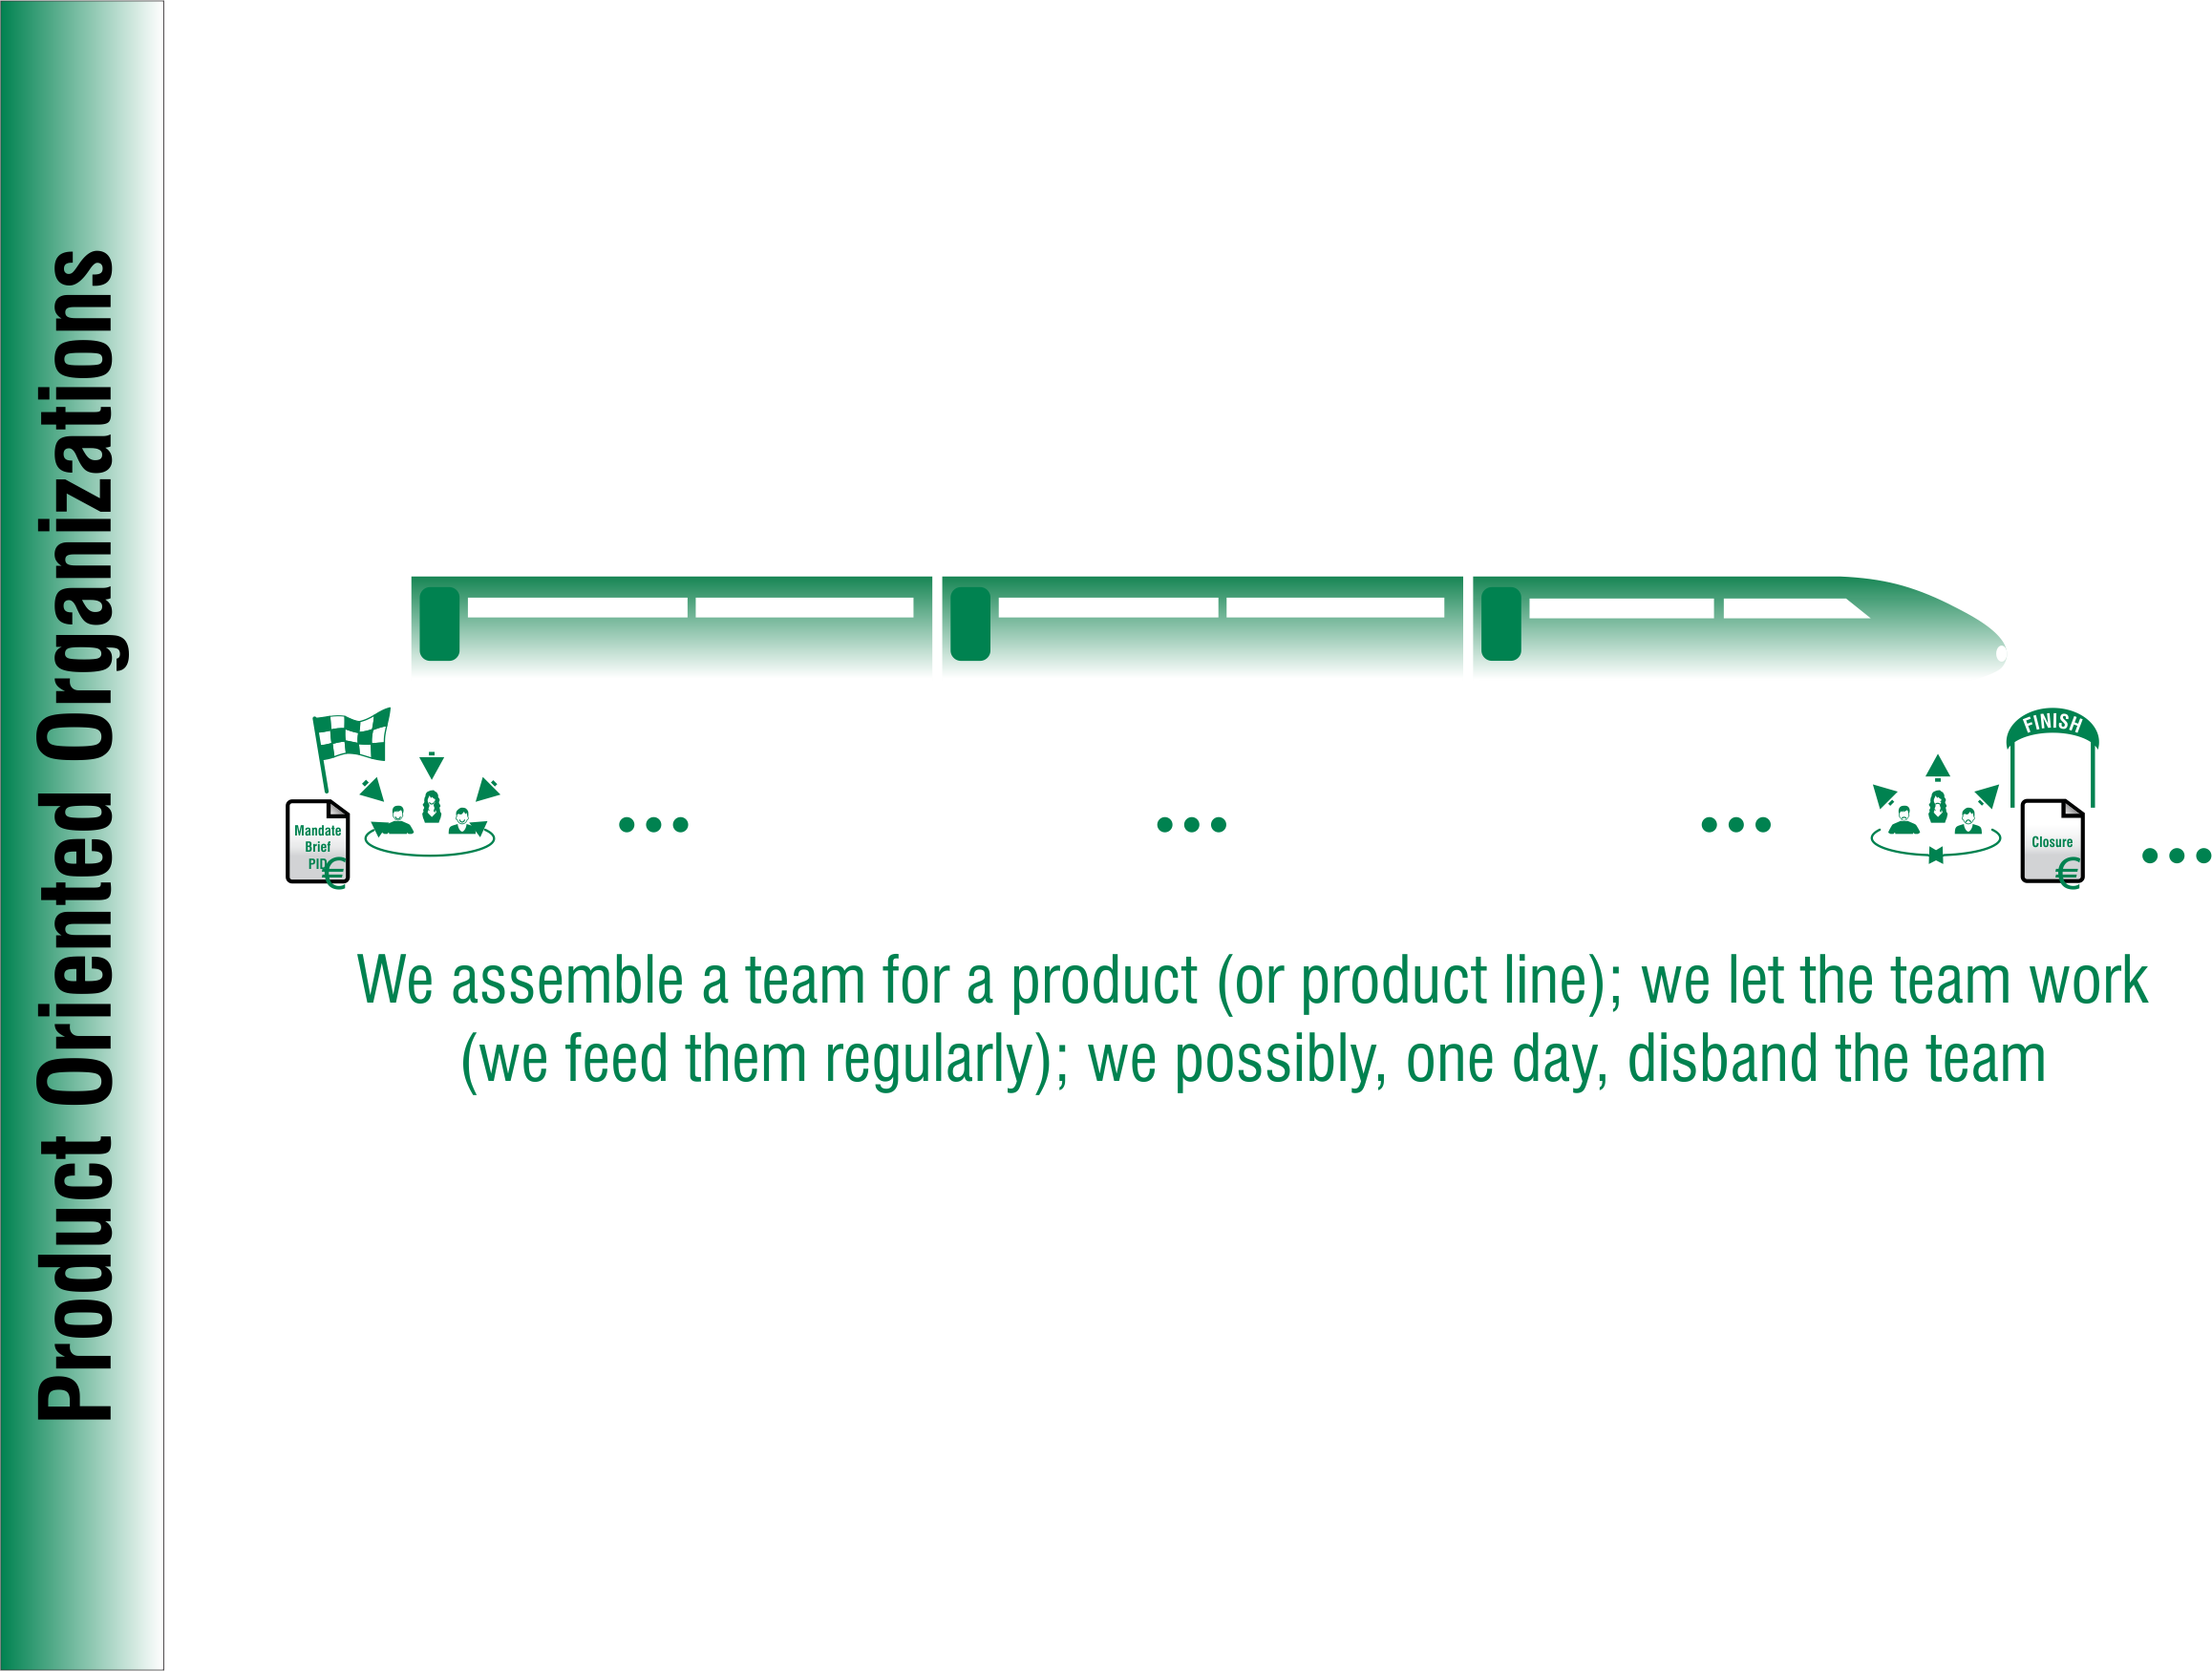 Product Oriented Organizations
FINISH
Mandate
Brief
PID
€
Closure
€
We assemble a team for a product (or product line); we let the team work
(we feed them regularly); we possibly, one day, disband the team